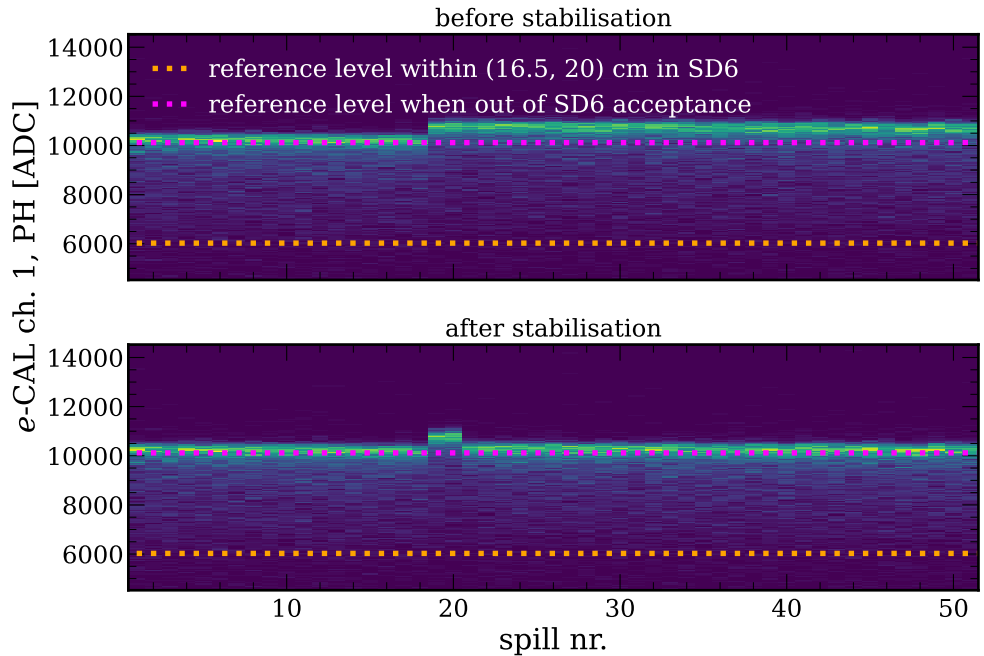 before stabilisation
14000
12000
10000
8000
6000
reference level within (16.5, 20) cm in SD6
reference level when out of SD6 acceptance
e-CAL ch. 1, PH [ADC]
after stabilisation
14000
12000
10000
8000
6000
10 20 30 40 50
spill nr.